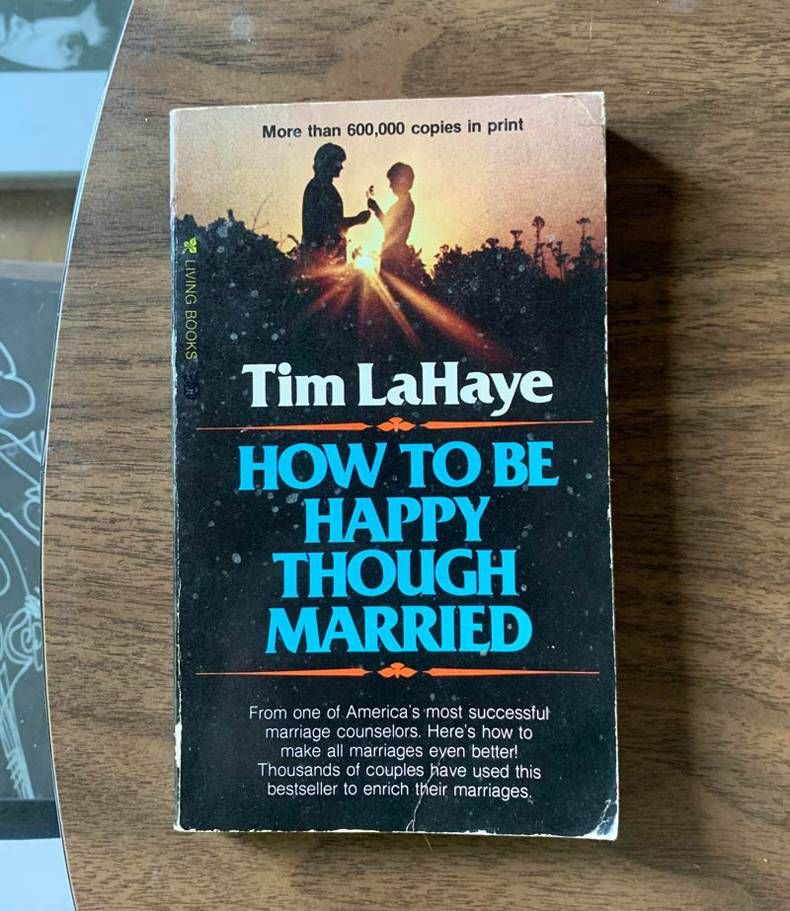 More than 600,000 copies in print
LIVING BOOKS
Tim LaHaye
HOW TO BE
HAPPY
THOUGH
MARRIED
From one of America's most successful
marriage counselors. Here's how to
make all marriages even better!
Thousands of couples have used this
bestseller to enrich their marriages.